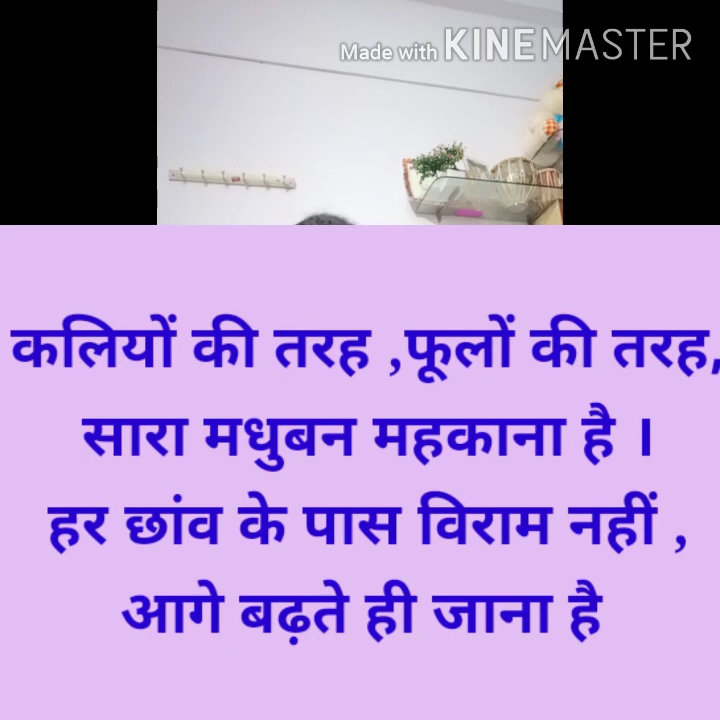 Made with KINEMASTER
कलियों की तरह ,फूलों की तरह,
सारा मधुबन महकाना है ।
हर छांव के पास विराम नहीं ,
आगे बढ़ते ही जाना है